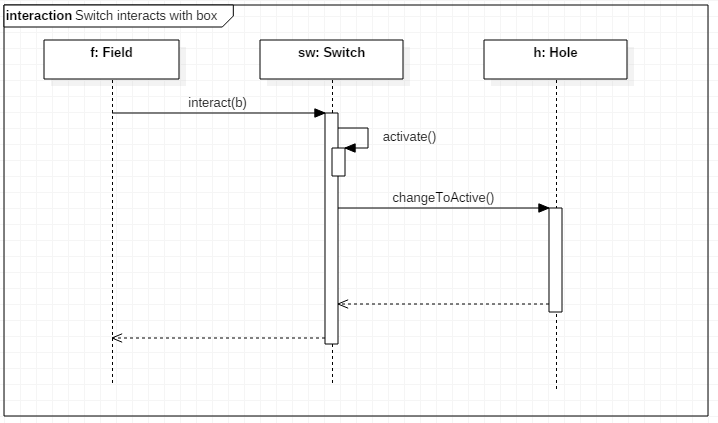 interaction Switch interacts with box
f: Field
sw: Switch
h: Hole
interact(b)
activate()
changeToActive()